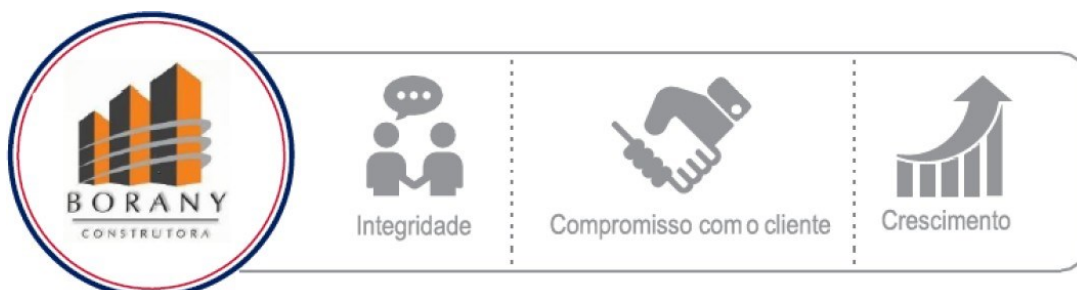 BORANY
CONSTRUTORA
Integridade
Compromisso com o cliente
Crescimento